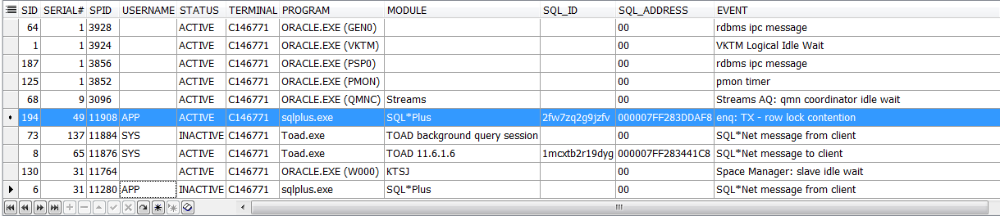 SID SERIAL# SPID USERNAME STATUS TERMINAL PROGRAM MODULE SQL_ID SQL_ADDRESS EVENT
64 1 3928 ACTIVE C146771 ORACLE.EXE (GEN0) 00 rdbms ipc message
1 1 3924 ACTIVE C146771 ORACLE.EXE (VKTM) 00 VKTM Logical Idle Wait
187 1 3856 ACTIVE C146771 ORACLE.EXE (PSP0) 00 rdbms ipc message
125 1 3852 ACTIVE C146771 ORACLE.EXE (PMON) 00 pmon timer
68 9 3096 ACTIVE C146771 ORACLE.EXE (QMNC) Streams 00 Streams AQ: qmn coordinator idle wait
194 49 11908 APP ACTIVE C146771 sqlplus.exe SQL*Plus 2fw7zq2g9jzfv 000007FF283DDAF8 enq: TX - row lock contention
73 137 11884 SYS INACTIVE C146771 Toad.exe TOAD background query session 00 SQL*Net message from client
8 65 11876 SYS ACTIVE C146771 Toad.exe TOAD 11.6.1.6 1mcxtb2r19dyg 000007FF283441C8 SQL*Net message to client
130 31 11764 ACTIVE C146771 ORACLE.EXE (W000) KTSJ 00 Space Manager: slave idle wait
6 31 11280 APP INACTIVE C146771 sqlplus.exe SQL*Plus 00 SQL*Net message from client